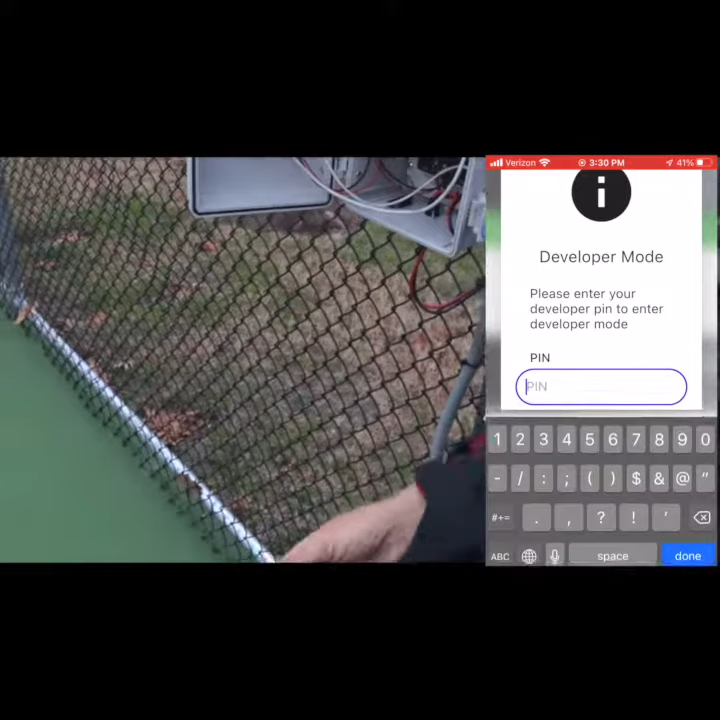 Verizon 3:30 PM 41%
i
Developer Mode
Please enter your
developer pin to enter
developer mode
PIN
PIN
1 2 3 4 5 6 7 8 9 0
- / : ; ( ) $ & @ "
#+= . , ? ! '
ABC space done